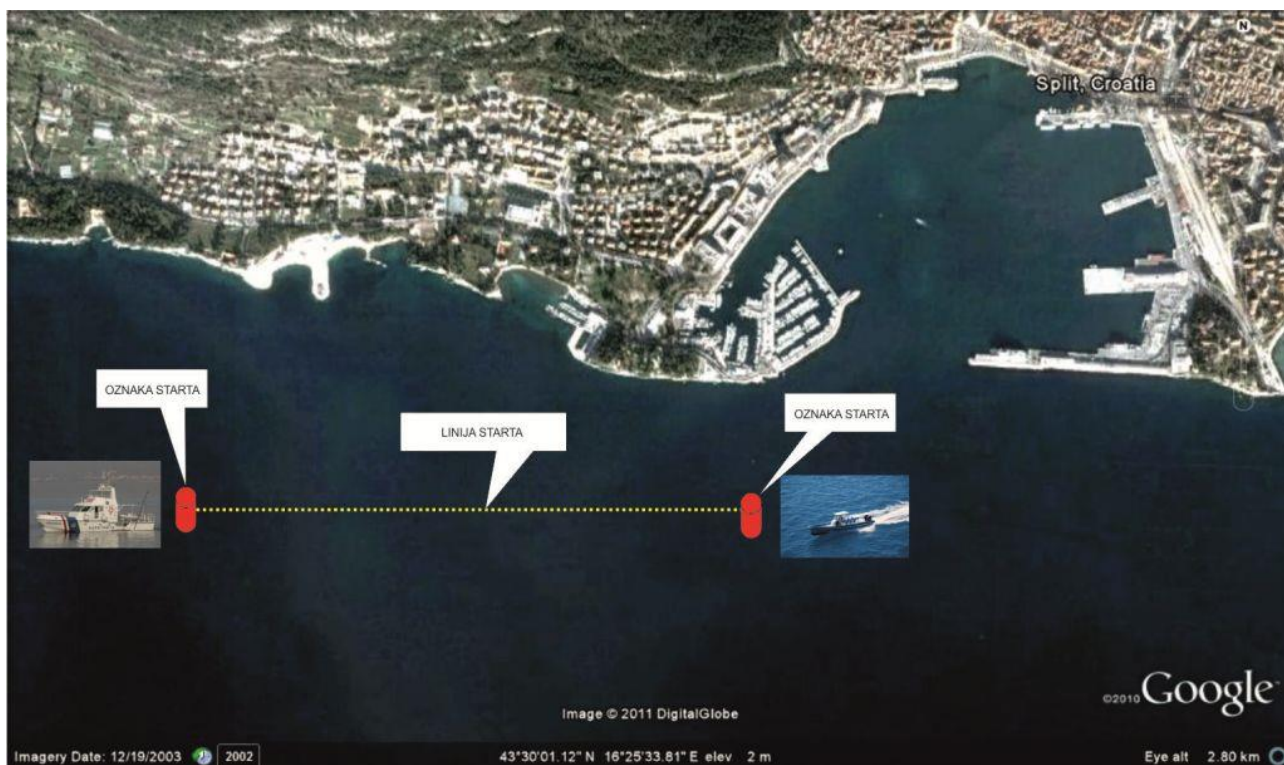 N
Split, Croatia
OZNAKA STARTA
OZNAKA STARTA
LINIJA STARTA
©2010 Google
Image © 2011 DigitalGlobe
Imagery Date: 12/19/2003 2002 43°30'01.12" N 16°25'33.81" E elev 2 m Eye alt 2.80 km